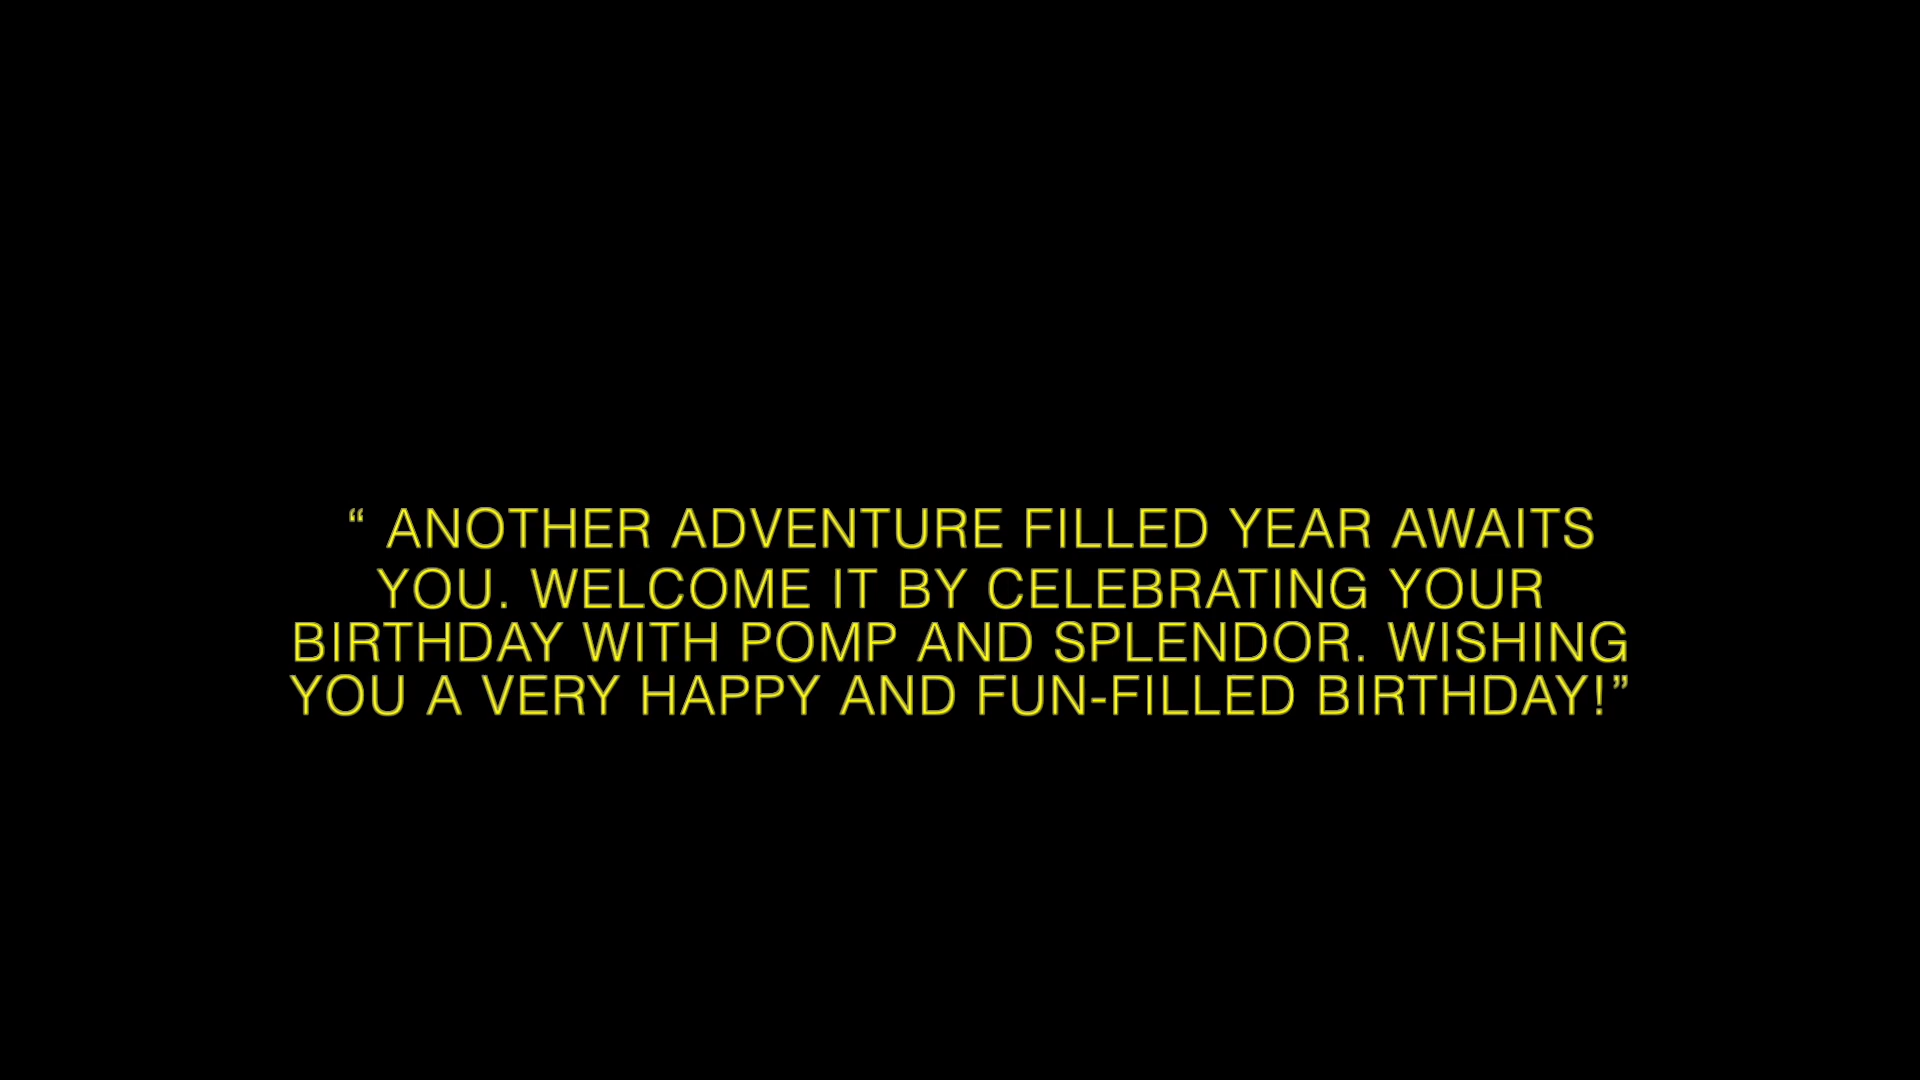 “ ANOTHER ADVENTURE FILLED YEAR AWAITS
YOU. WELCOME IT BY CELEBRATING YOUR
BIRTHDAY WITH POMP AND SPLENDOR. WISHING
YOU A VERY HAPPY AND FUN-FILLED BIRTHDAY!”